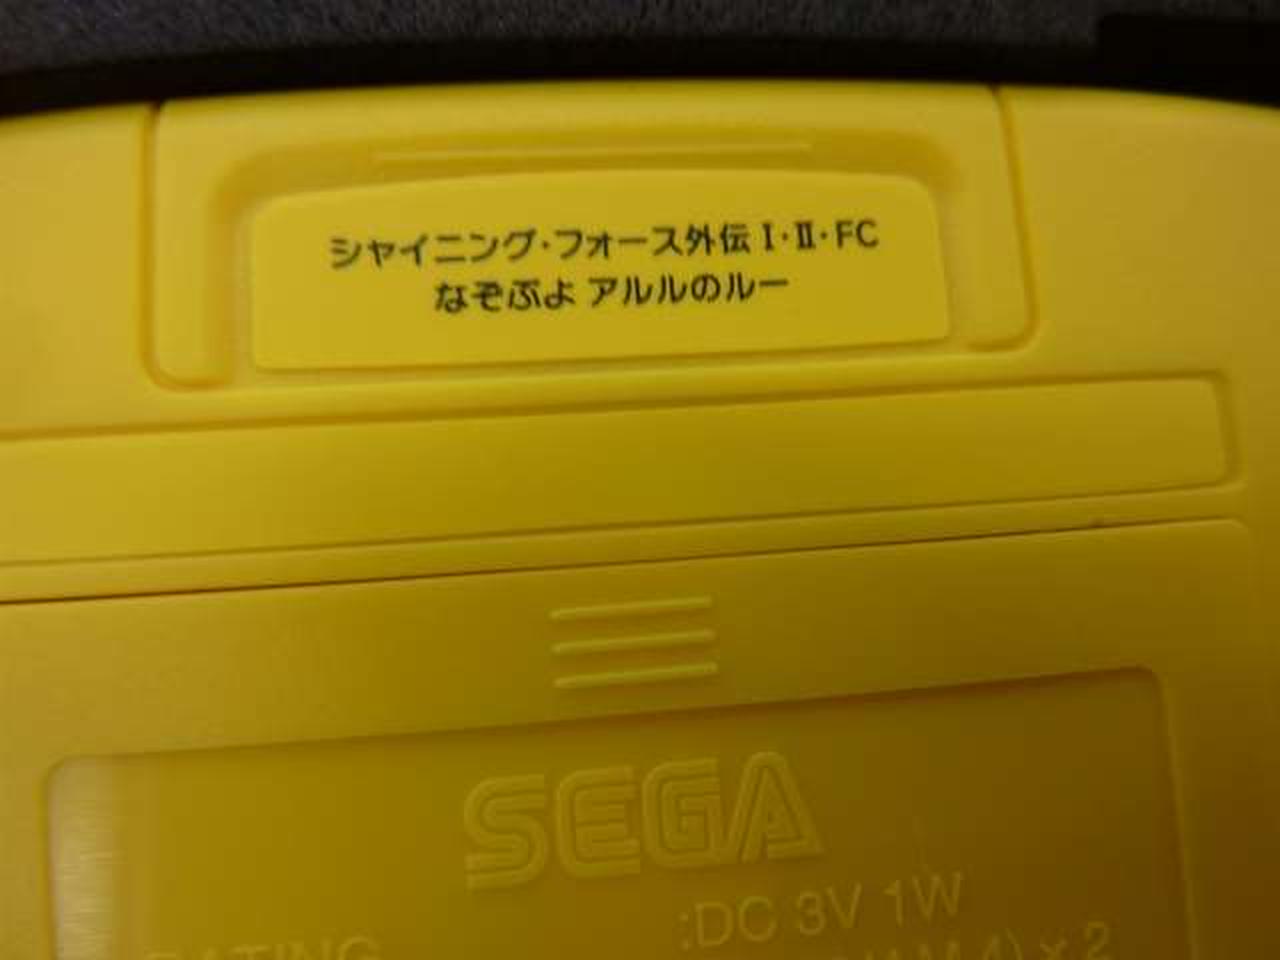 シャイニング・フォース外伝 I・II・FC
なぞぷよ アルルのルー
SEGA
:DC 3V 1W
RATING